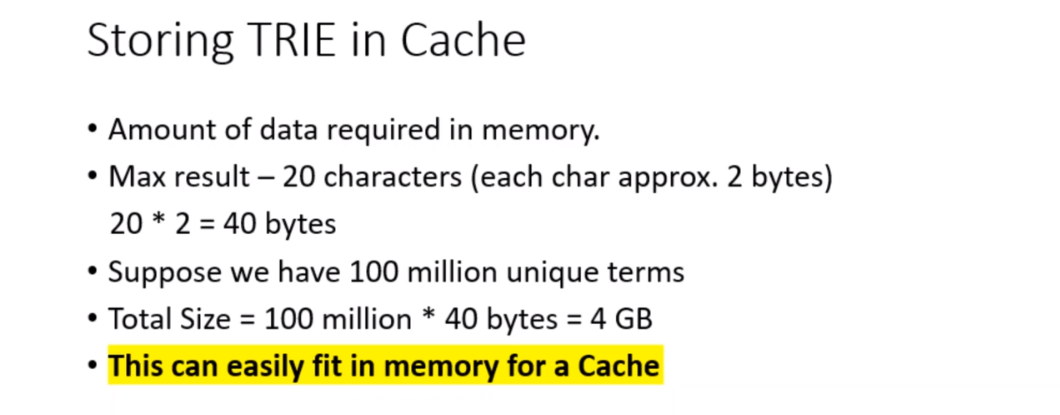 Storing TRIE in Cache
• Amount of data required in memory.
• Max result – 20 characters (each char approx. 2 bytes)
20 * 2 = 40 bytes
• Suppose we have 100 million unique terms
• Total Size = 100 million * 40 bytes = 4 GB
• This can easily fit in memory for a Cache